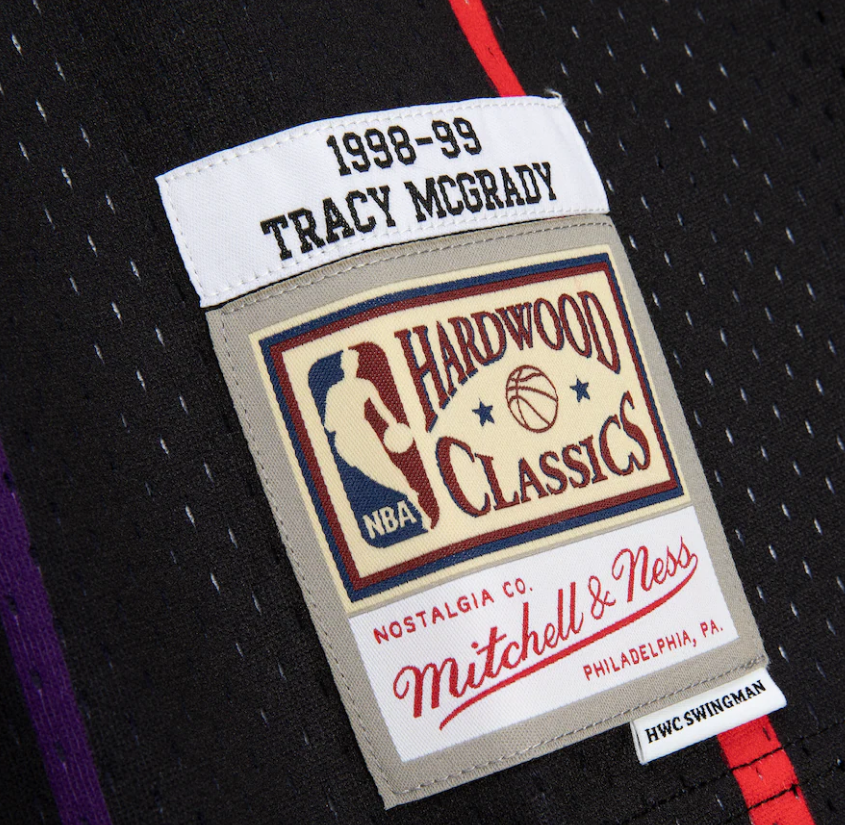 1998-99
TRACY MCGRADY
HARDWOOD
CLASSICS
NBA
NOSTALGIA CO.
Mitchell & Ness
PHILADELPHIA, PA.
HWC SWINGMAN